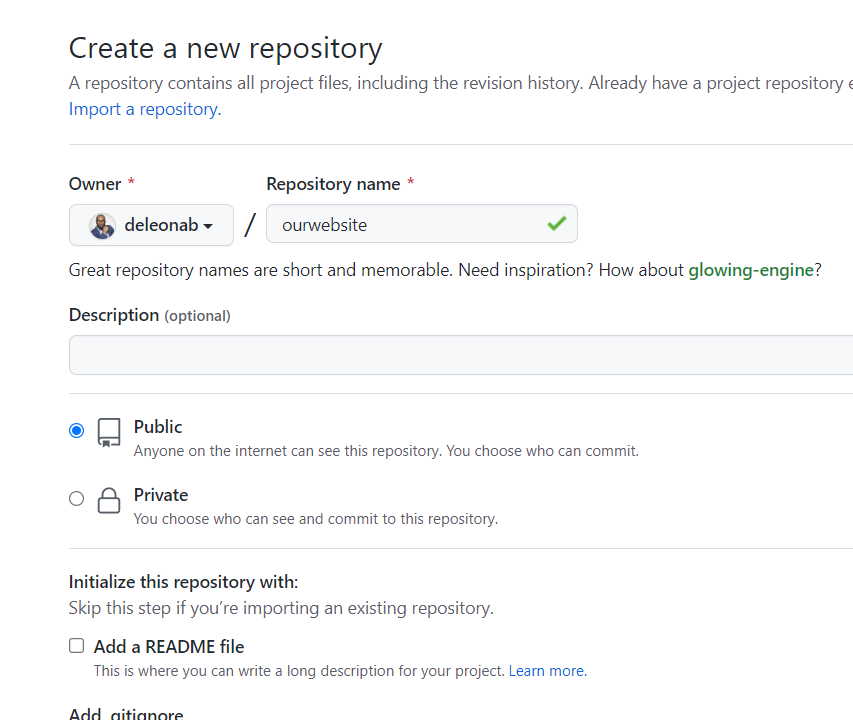 Create a new repository
A repository contains all project files, including the revision history. Already have a project repository
Import a repository.
Owner *
Repository name *
deleonab
/
ourwebsite
Great repository names are short and memorable. Need inspiration? How about glowing-engine?
Description (optional)
Public
Anyone on the internet can see this repository. You choose who can commit.
Private
You choose who can see and commit to this repository.
Initialize this repository with:
Skip this step if you’re importing an existing repository.
Add a README file
This is where you can write a long description for your project. Learn more.
Add .gitignore